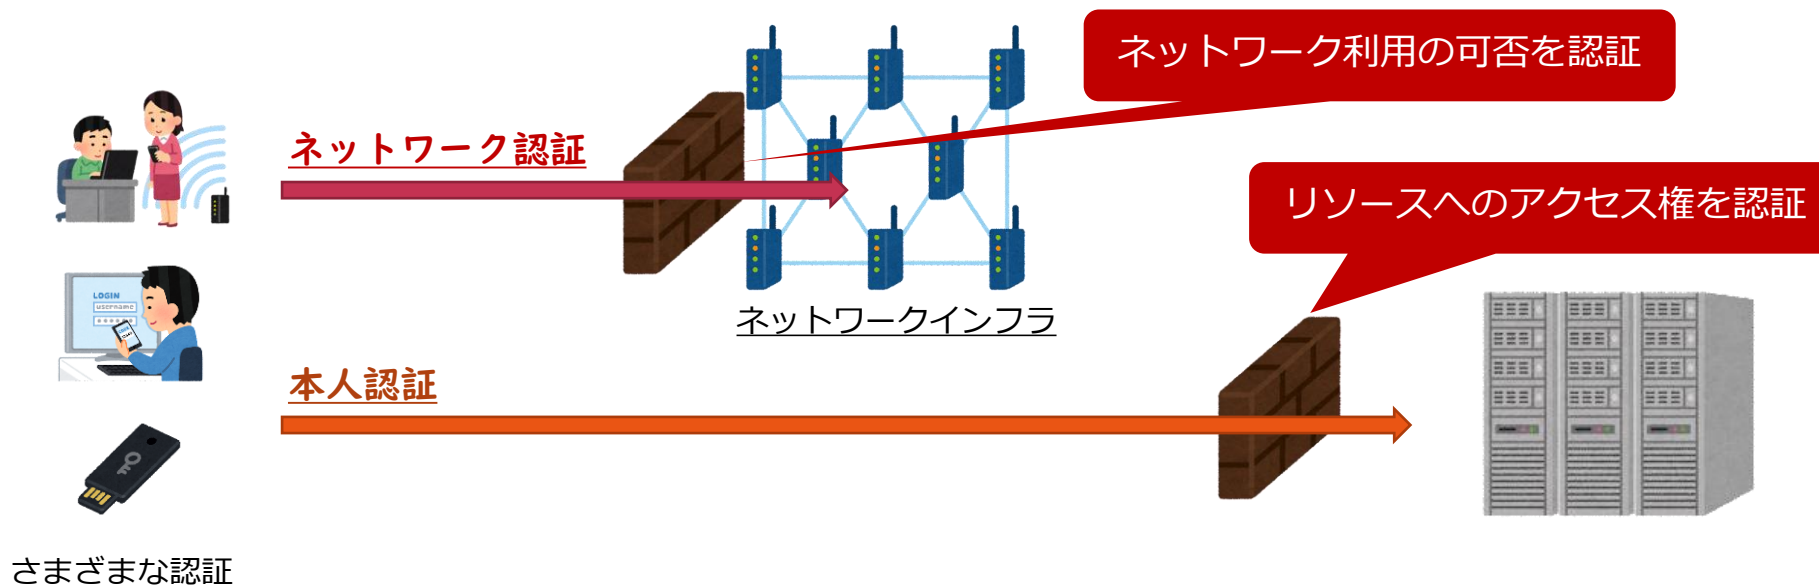 ネットワーク利用の可否を認証
ネットワーク認証
リソースへのアクセス権を認証
LOGIN
username
ネットワークインフラ
本人認証
さまざまな認証